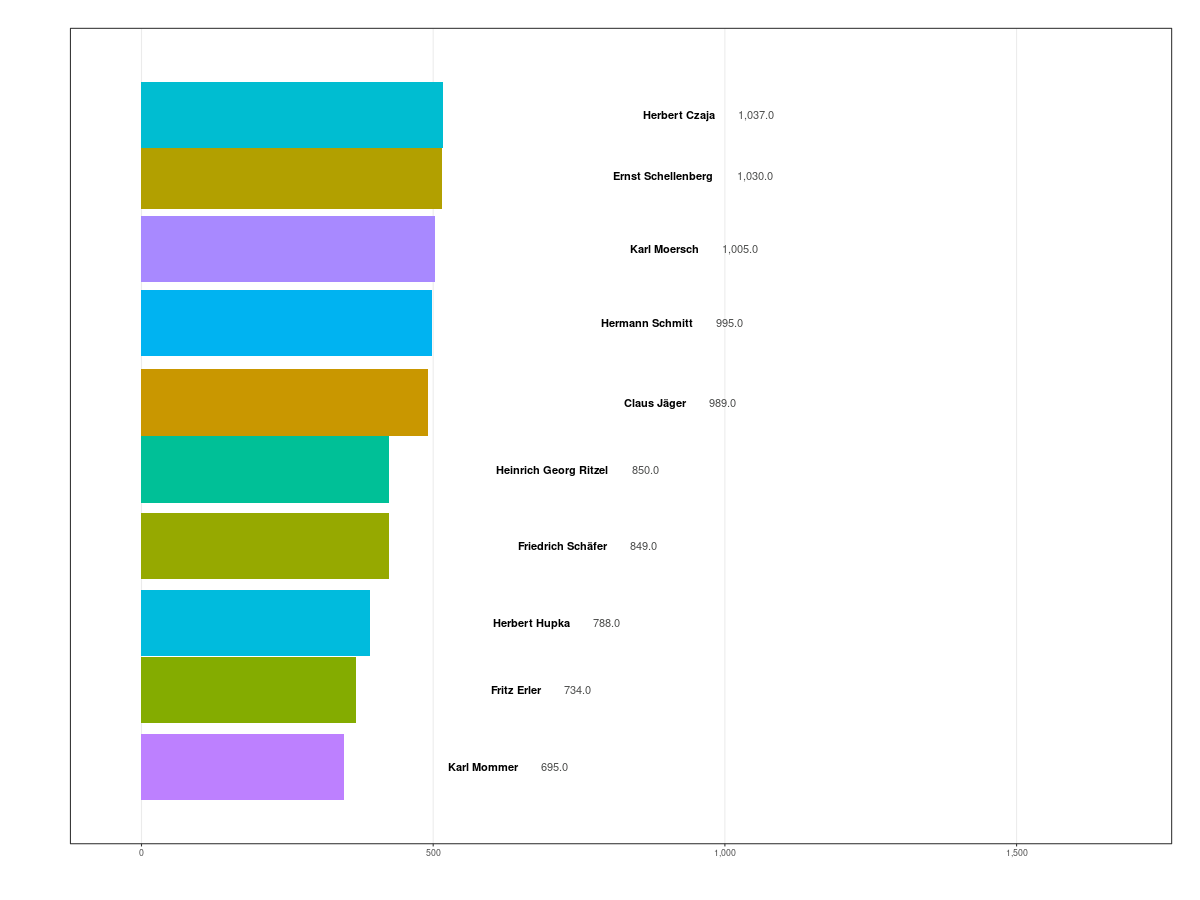 Herbert Czaja 1,037.0
Ernst Schellenberg 1,030.0
Karl Moersch 1,005.0
Hermann Schmitt 995.0
Claus Jäger 989.0
Heinrich Georg Ritzel 850.0
Friedrich Schäfer 849.0
Herbert Hupka 788.0
Fritz Erler 734.0
Karl Mommer 695.0
0 500 1,000 1,500